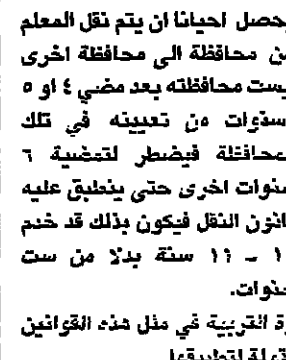 يحصل احيانا ان يتم نقل المعلم
من محافظة الى محافظة اخرى
ليست محافظته بعد مضي ٤ او ٥
سنوات من تعيينه في تلك
المحافظة فيضطر لتمضية ٦
سنوات اخرى حتى ينطبق عليه
قانون النقل فيكون بذلك قد خدم
١٠ ـ ١١ سنة بدلا من ست
سنوات.
التربية في مثل هذه القوانين
لتطبيقها